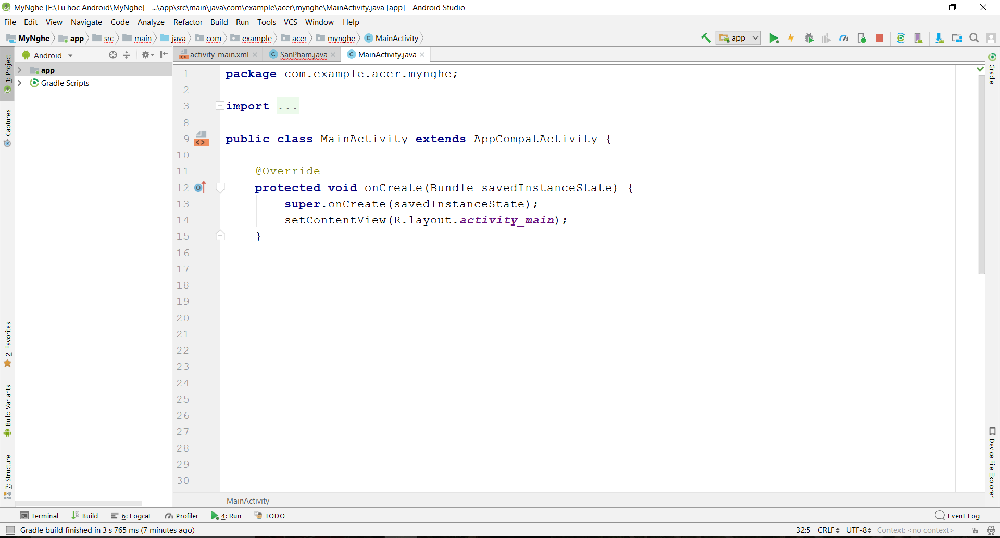 MyNghe [E:\Tu hoc Android\MyNghe] - ...\app\src\main\java\com\example\acer\mynghe\MainActivity.java [app] - Android Studio
File Edit View Navigate Code Analyze Refactor Build Run Tools VCS Window Help
MyNghe app src main java com example acer mynghe C MainActivity app
Android activity_main.xml C SanPham.java C MainActivity.java
1: Project
Captures
2: Favorites
Build Variants
7: Structure
app
Gradle Scripts
1 package com.example.acer.mynghe;
2
3 import ...
8
9 public class MainActivity extends AppCompatActivity {
10
11 @Override
12 protected void onCreate(Bundle savedInstanceState) {
13 super.onCreate(savedInstanceState);
14 setContentView(R.layout.activity_main);
15 }
16
17
18
19
20
21
22
23
24
25
26
27
28
29
30
MainActivity
Gradle
Device File Explorer
Terminal Build 6: Logcat Profiler 4: Run TODO Event Log
Gradle build finished in 3 s 765 ms (7 minutes ago) 32:5 CRLF UTF-8 Context: <no context>